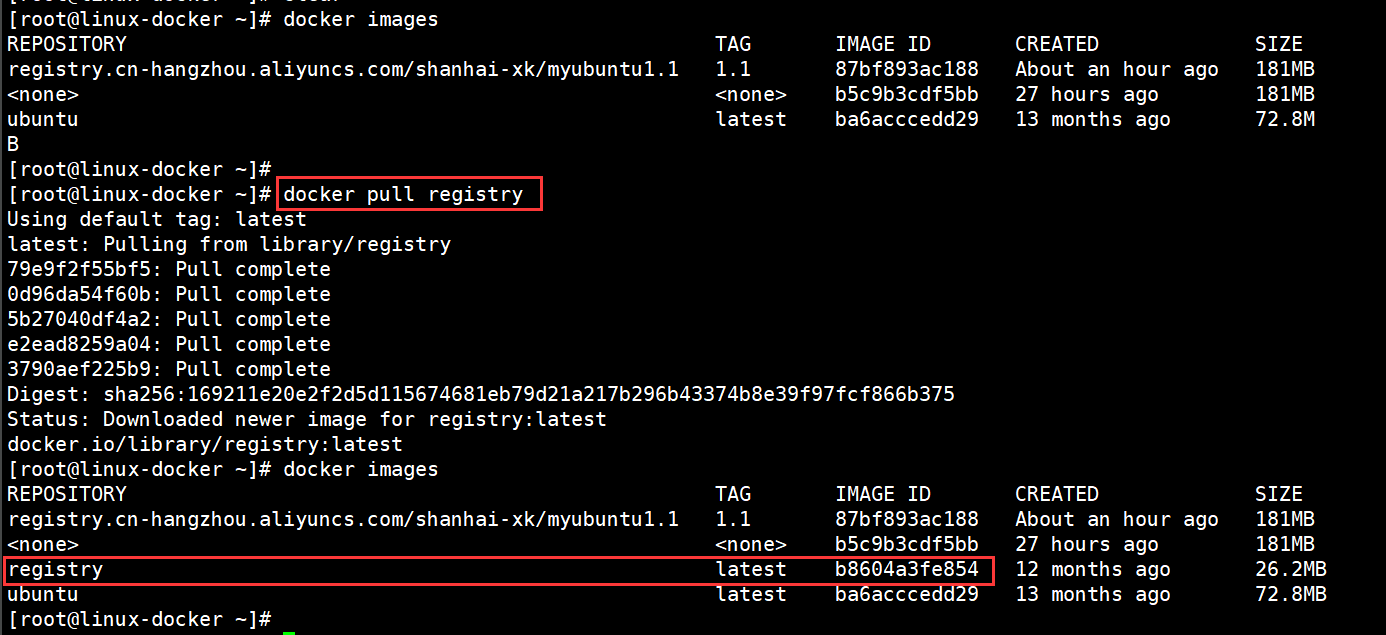 [root@linux-docker ~]# docker images
REPOSITORY TAG IMAGE ID CREATED SIZE
registry.cn-hangzhou.aliyuncs.com/shanhai-xk/myubuntu1.1 1.1 87bf893ac188 About an hour ago 181MB
<none> <none> b5c9b3cdf5bb 27 hours ago 181MB
ubuntu latest ba6acccedd29 13 months ago 72.8M
B
[root@linux-docker ~]#
[root@linux-docker ~]# docker pull registry
Using default tag: latest
latest: Pulling from library/registry
79e9f2f55bf5: Pull complete
0d96da54f60b: Pull complete
5b27040df4a2: Pull complete
e2ead8259a04: Pull complete
3790aef225b9: Pull complete
Digest: sha256:169211e20e2f2d5d115674681eb79d21a217b296b43374b8e39f97fcf866b375
Status: Downloaded newer image for registry:latest
docker.io/library/registry:latest
[root@linux-docker ~]# docker images
REPOSITORY TAG IMAGE ID CREATED SIZE
registry.cn-hangzhou.aliyuncs.com/shanhai-xk/myubuntu1.1 1.1 87bf893ac188 About an hour ago 181MB
<none> <none> b5c9b3cdf5bb 27 hours ago 181MB
registry latest b8604a3fe854 12 months ago 26.2MB
ubuntu latest ba6acccedd29 13 months ago 72.8MB
[root@linux-docker ~]#